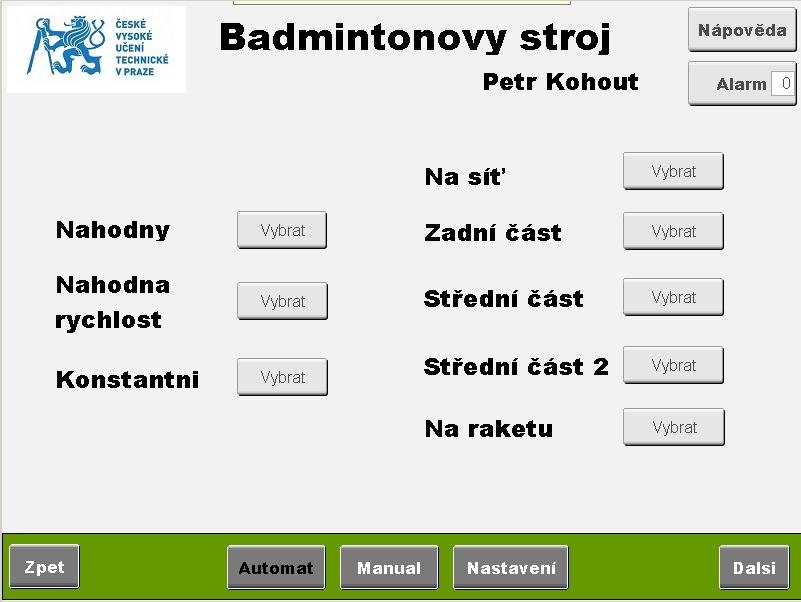 ČESKÉ
VYSOKÉ
UČENÍ
TECHNICKÉ
V PRAZE
Badmintonovy stroj
Petr Kohout
Nápověda
Alarm 0
Na síť Vybrat
Nahodny Vybrat
Zadní část Vybrat
Nahodna
rychlost
Vybrat
Střední část Vybrat
Konstantni Vybrat
Střední část 2 Vybrat
Na raketu Vybrat
Zpet
Automat
Manual
Nastavení
Dalsi